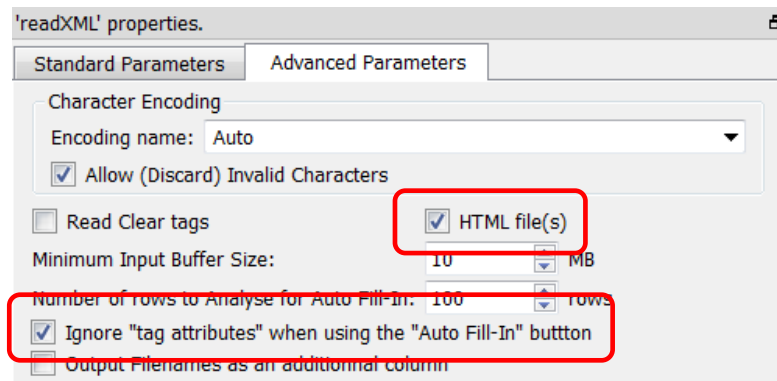 'readXML' properties.
Standard Parameters Advanced Parameters
Character Encoding
Encoding name: Auto
Allow (Discard) Invalid Characters
Read Clear tags HTML file(s)
Minimum Input Buffer Size: 10 MB
Number of rows to Analyse for Auto Fill-In: 100 rows
Ignore "tag attributes" when using the "Auto Fill-In" buttton
Output Filenames as an additionnal column